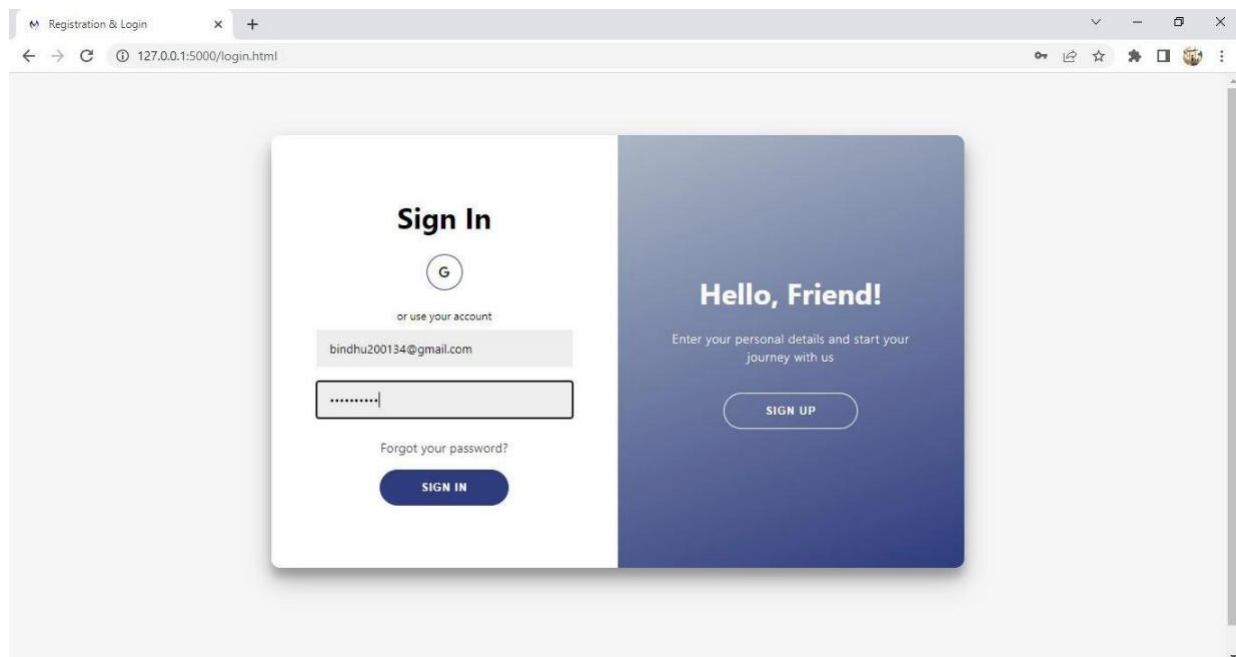 Registration & Login
127.0.0.1:5000/login.html
Sign In
G
or use your account
bindhu200134@gmail.com
••••••••••
Forgot your password?
SIGN IN
Hello, Friend!
Enter your personal details and start your
journey with us
SIGN UP